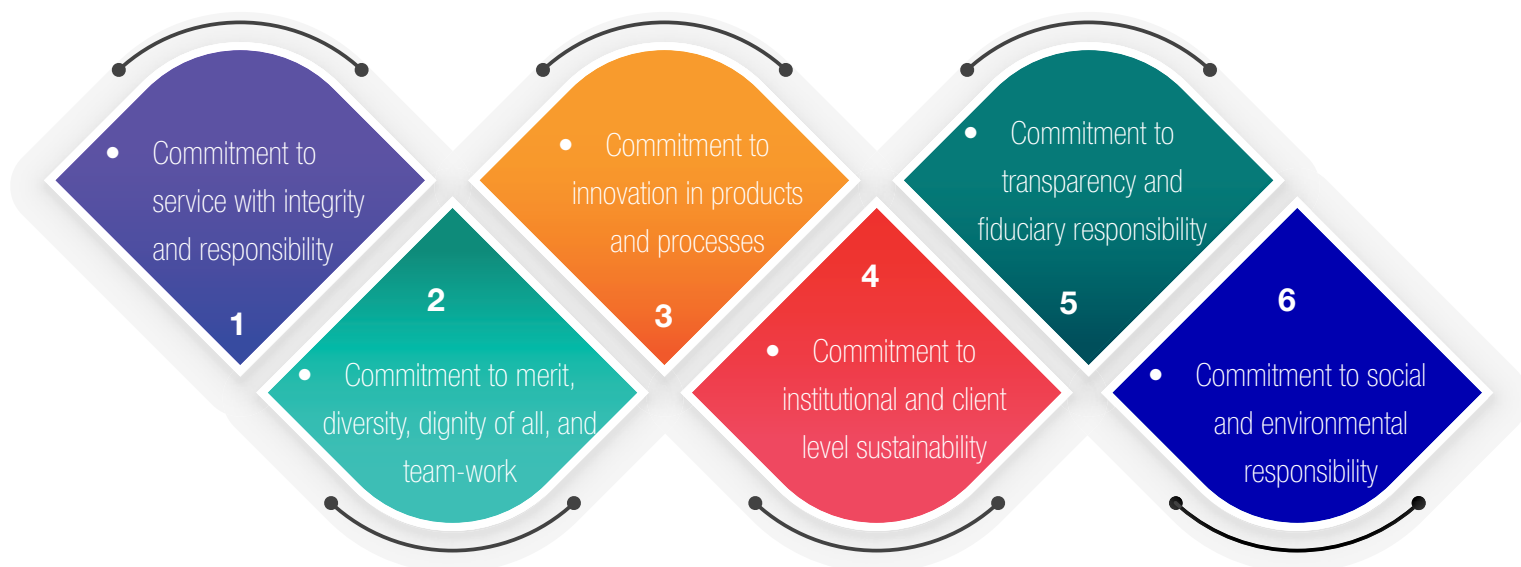 • Commitment to
service with integrity
and responsibility
1
2
• Commitment to merit,
diversity, dignity of all, and
team-work
• Commitment to
innovation in products
and processes
3
4
• Commitment to
institutional and client
level sustainability
• Commitment to
transparency and
fiduciary responsibility
5
6
• Commitment to social
and environmental
responsibility